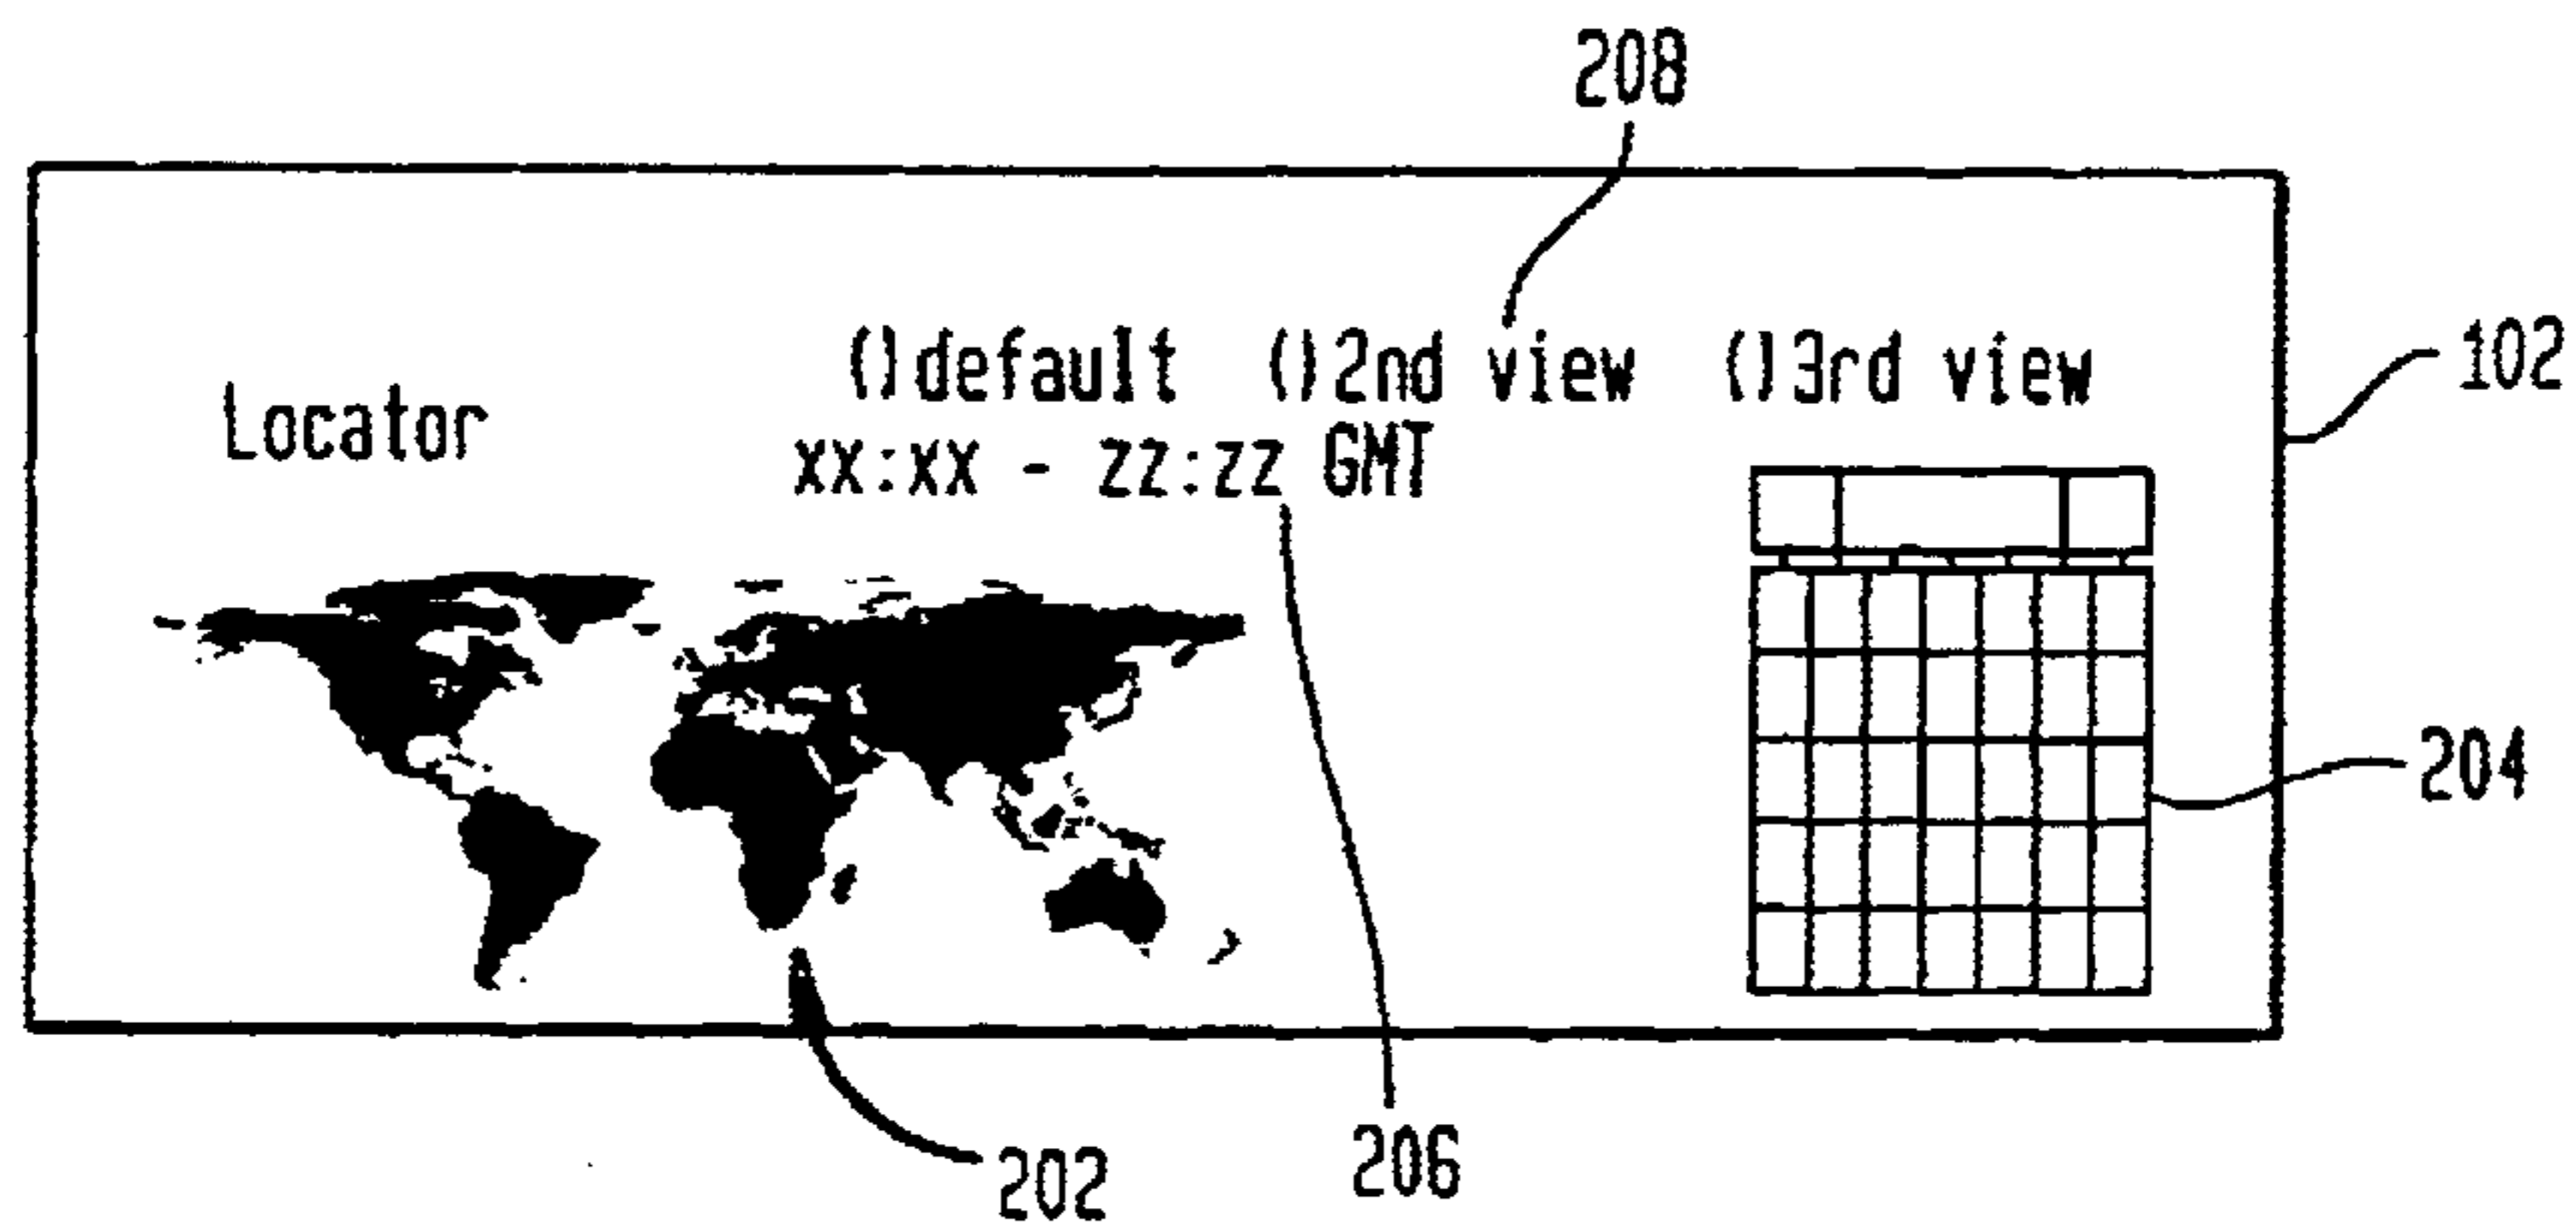 208
()default ()2nd view ()3rd view
102
Locator
xx:xx - zz:zz GMT
204
202
206